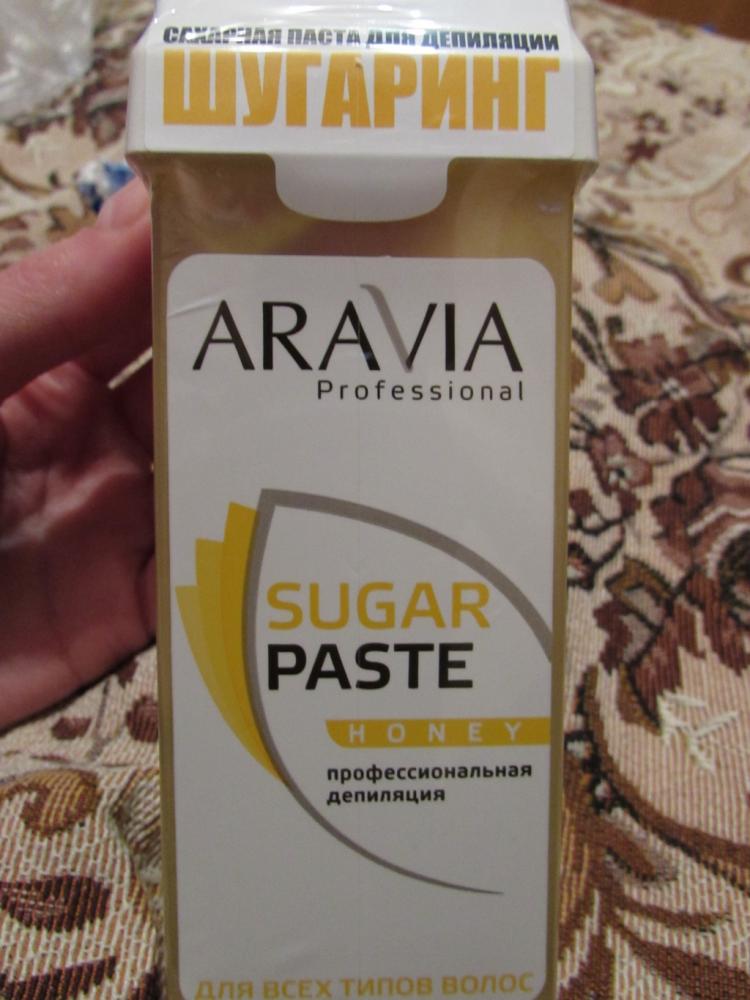 САХАРНАЯ ПАСТА ДЛЯ ДЕПИЛЯЦИИ
ШУГАРИНГ
ARAVIA
Professional
SUGAR
PASTE
HONEY
профессиональная
депиляция
ДЛЯ ВСЕХ ТИПОВ ВОЛОС